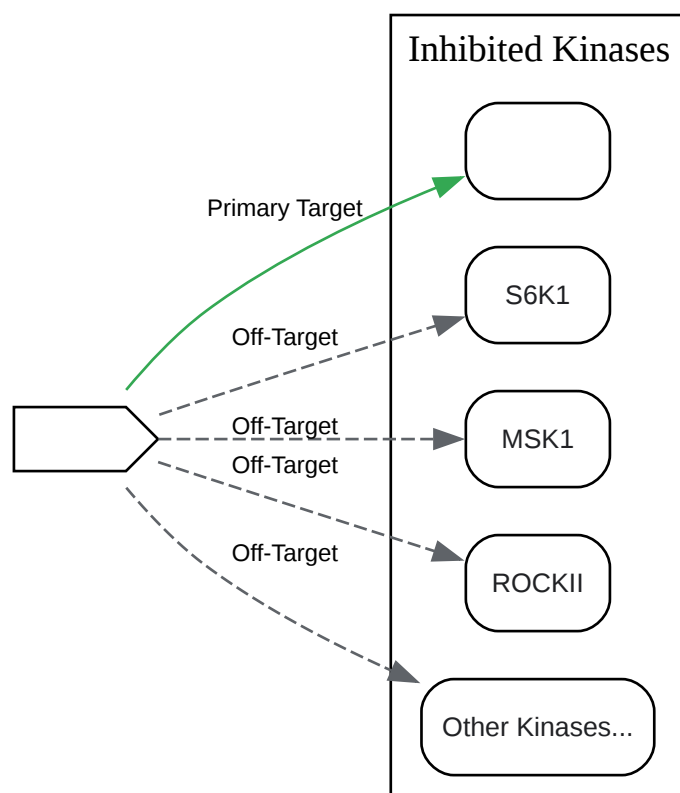 Inhibited Kinases
Primary Target
Off-Target
S6K1
Off-Target
MSK1
Off-Target
ROCKII
Off-Target
Other Kinases...